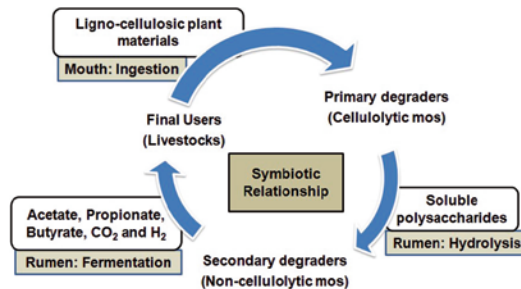 Ligno-cellulosic plant
materials
Mouth: Ingestion
Primary degraders
(Cellulolytic mos)
Final Users
(Livestocks)
Symbiotic
Relationship
Soluble
polysaccharides
Rumen: Hydrolysis
Acetate, Propionate,
Butyrate, CO₂ and H₂
Rumen: Fermentation
Secondary degraders
(Non-cellulolytic mos)